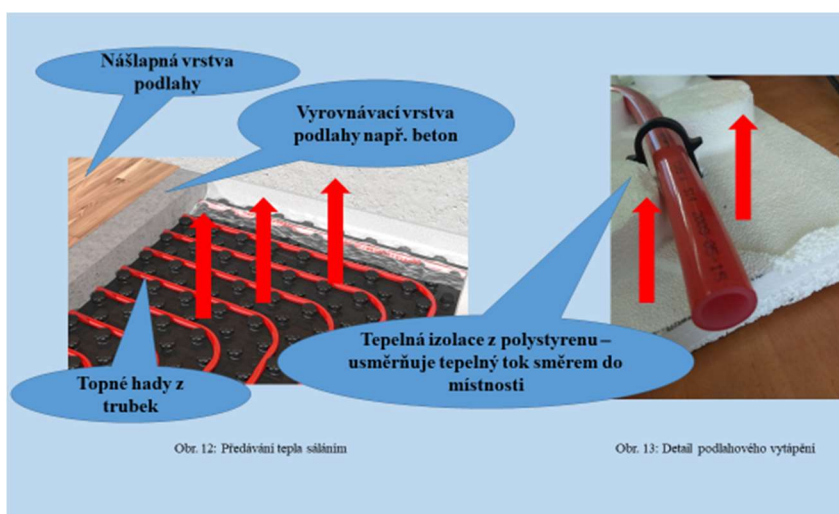 Nášlapná vrstva
podlahy
Vyrovnávací vrstva
podlahy např. beton
Tepelná izolace z polystyrenu –
usměrňuje tepelný tok směrem do
místnosti
Topné hady z
trubek
Obr. 12: Předávání tepla sáláním
Obr. 13: Detail podlahového vytápění